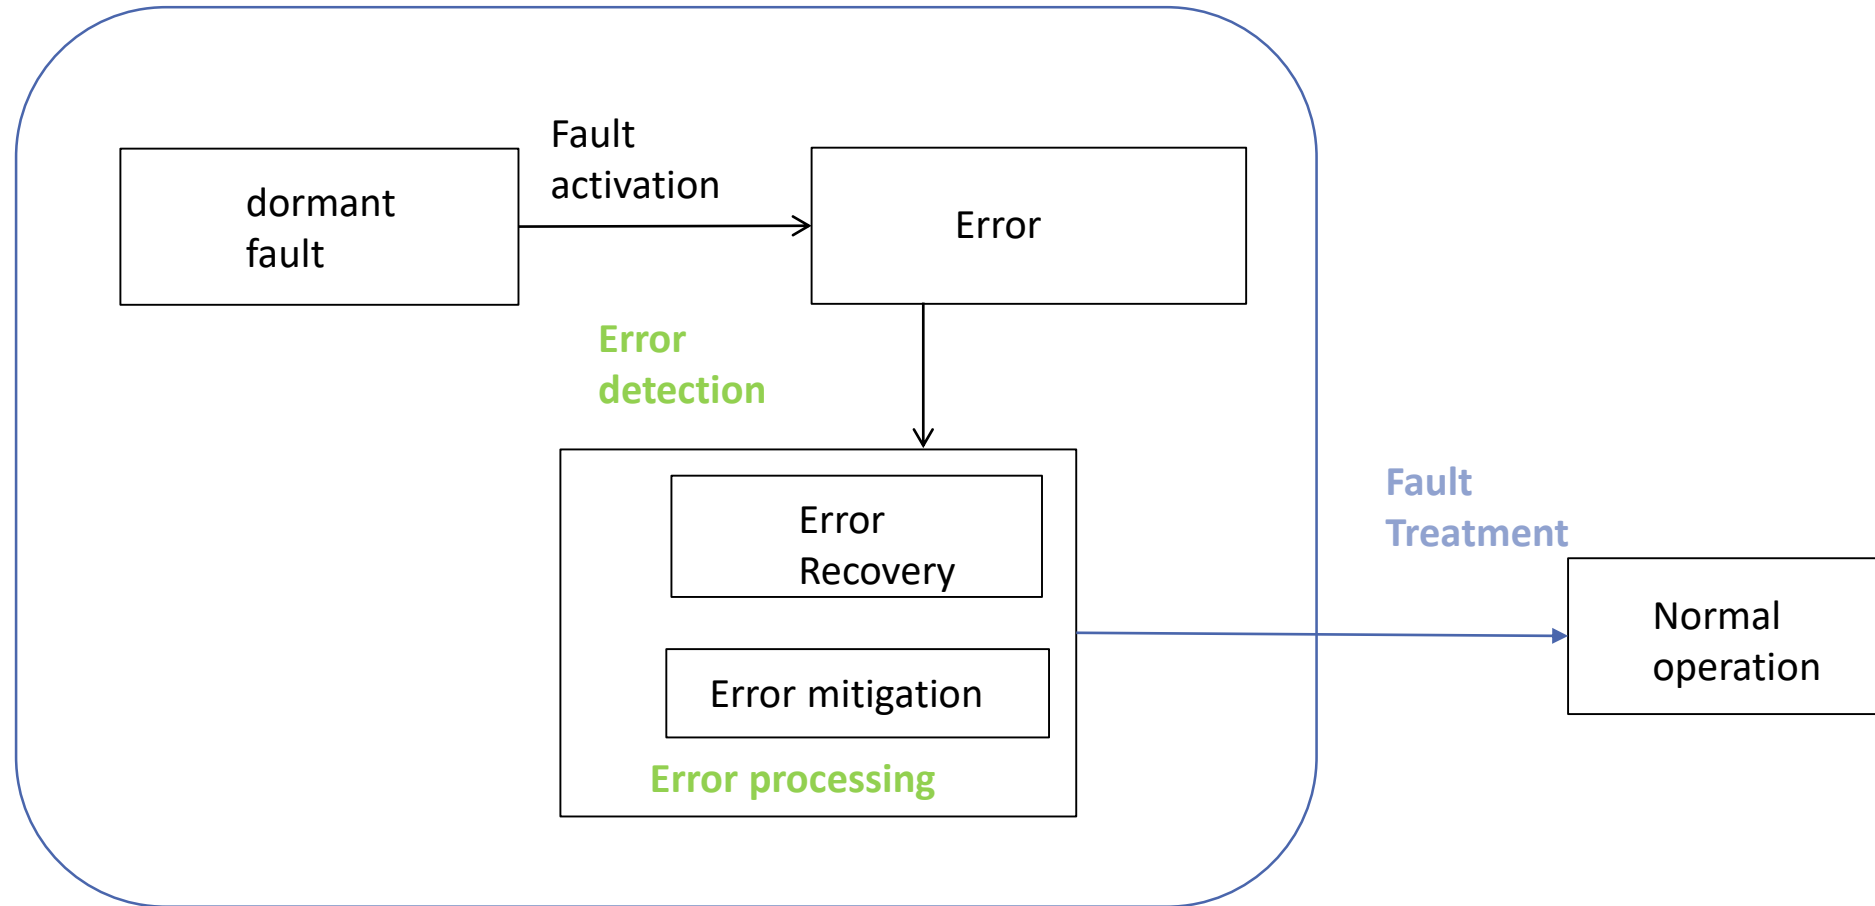 Fault
activation
dormant
fault
Error
Error
detection
Error
Recovery
Error mitigation
Error processing
Fault
Treatment
Normal
operation